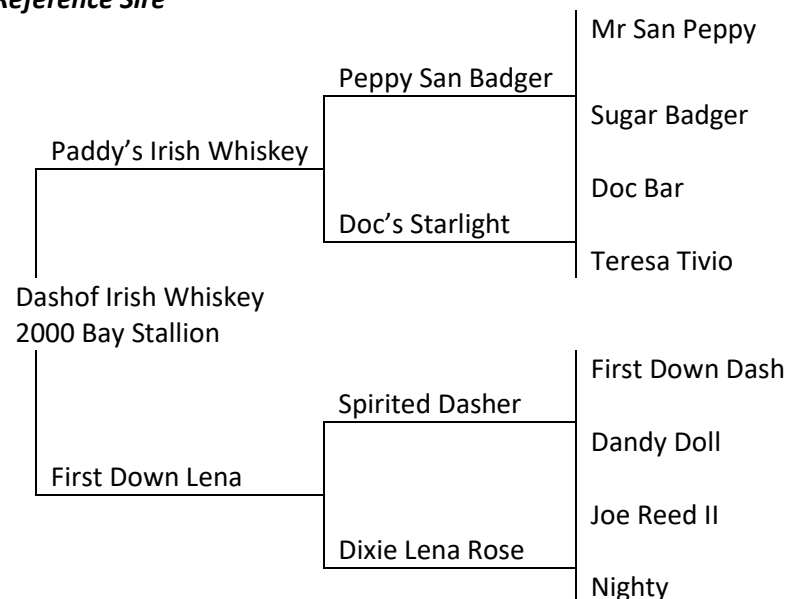 Reference Sire
Mr San Peppy
Peppy San Badger
Sugar Badger
Paddy’s Irish Whiskey
Doc Bar
Doc’s Starlight
Teresa Tivio
Dashof Irish Whiskey
2000 Bay Stallion
First Down Dash
Spirited Dasher
Dandy Doll
First Down Lena
Joe Reed II
Dixie Lena Rose
Nighty